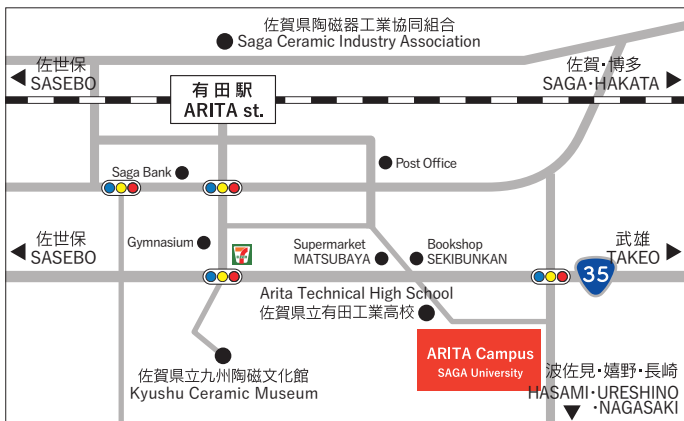 佐賀県陶磁器工業協同組合
Saga Ceramic Industry Association
佐世保
SASEBO
有田駅
ARITA st.
佐賀・博多
SAGA・HAKATA
Saga Bank
Post Office
佐世保
SASEBO
Gymnasium
7
Supermarket
MATSUBAYA
Bookshop
SEKIBUNKAN
武雄
TAKEO
35
Arita Technical High School
佐賀県立有田工業高校
ARITA Campus
SAGA University
佐賀県立九州陶磁文化館
Kyushu Ceramic Museum
波佐見・嬉野・長崎
HASAMI・URESHINO
・NAGASAKI